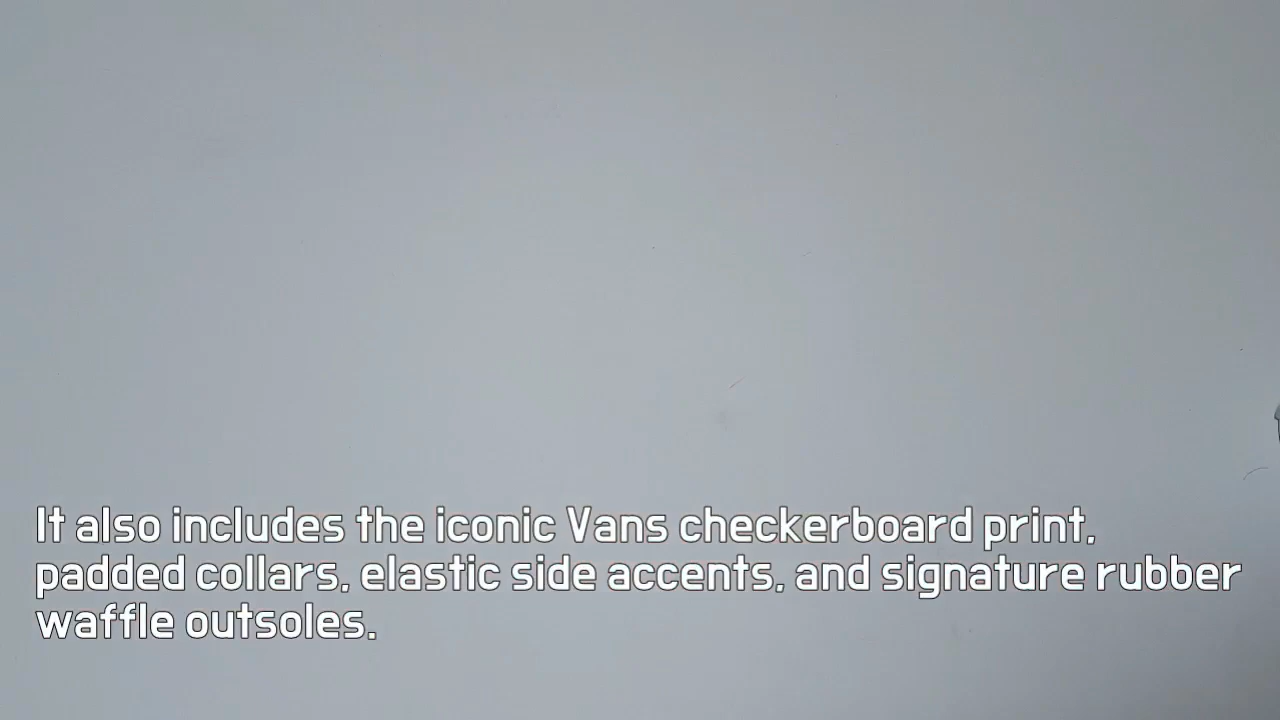 It also includes the iconic Vans checkerboard print,
padded collars, elastic side accents, and signature rubber
waffle outsoles.